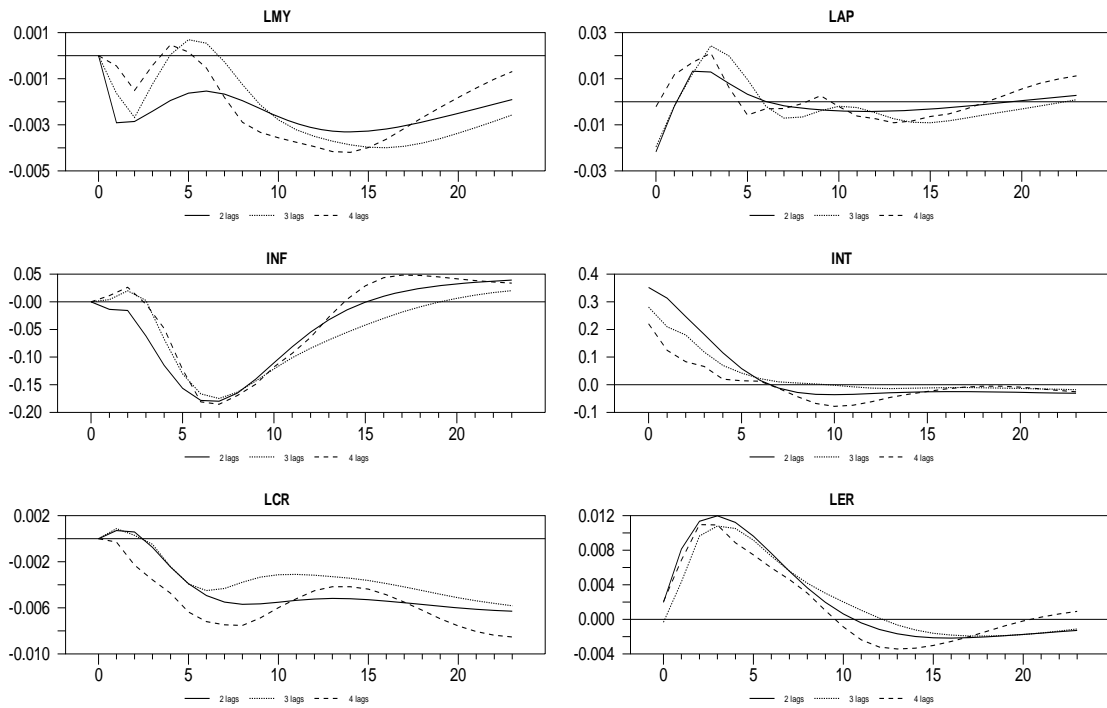 LMY
0.001
-0.001
-0.003
-0.005
0 5 10 15 20
2 lags 3 lags 4 lags
LAP
0.03
0.01
-0.01
-0.03
0 5 10 15 20
2 lags 3 lags 4 lags
INF
0.05
-0.00
-0.05
-0.10
-0.15
-0.20
0 5 10 15 20
2 lags 3 lags 4 lags
INT
0.4
0.3
0.2
0.1
0.0
-0.1
0 5 10 15 20
2 lags 3 lags 4 lags
LCR
0.002
-0.002
-0.006
-0.010
0 5 10 15 20
2 lags 3 lags 4 lags
LER
0.012
0.008
0.004
0.000
-0.004
0 5 10 15 20
2 lags 3 lags 4 lags